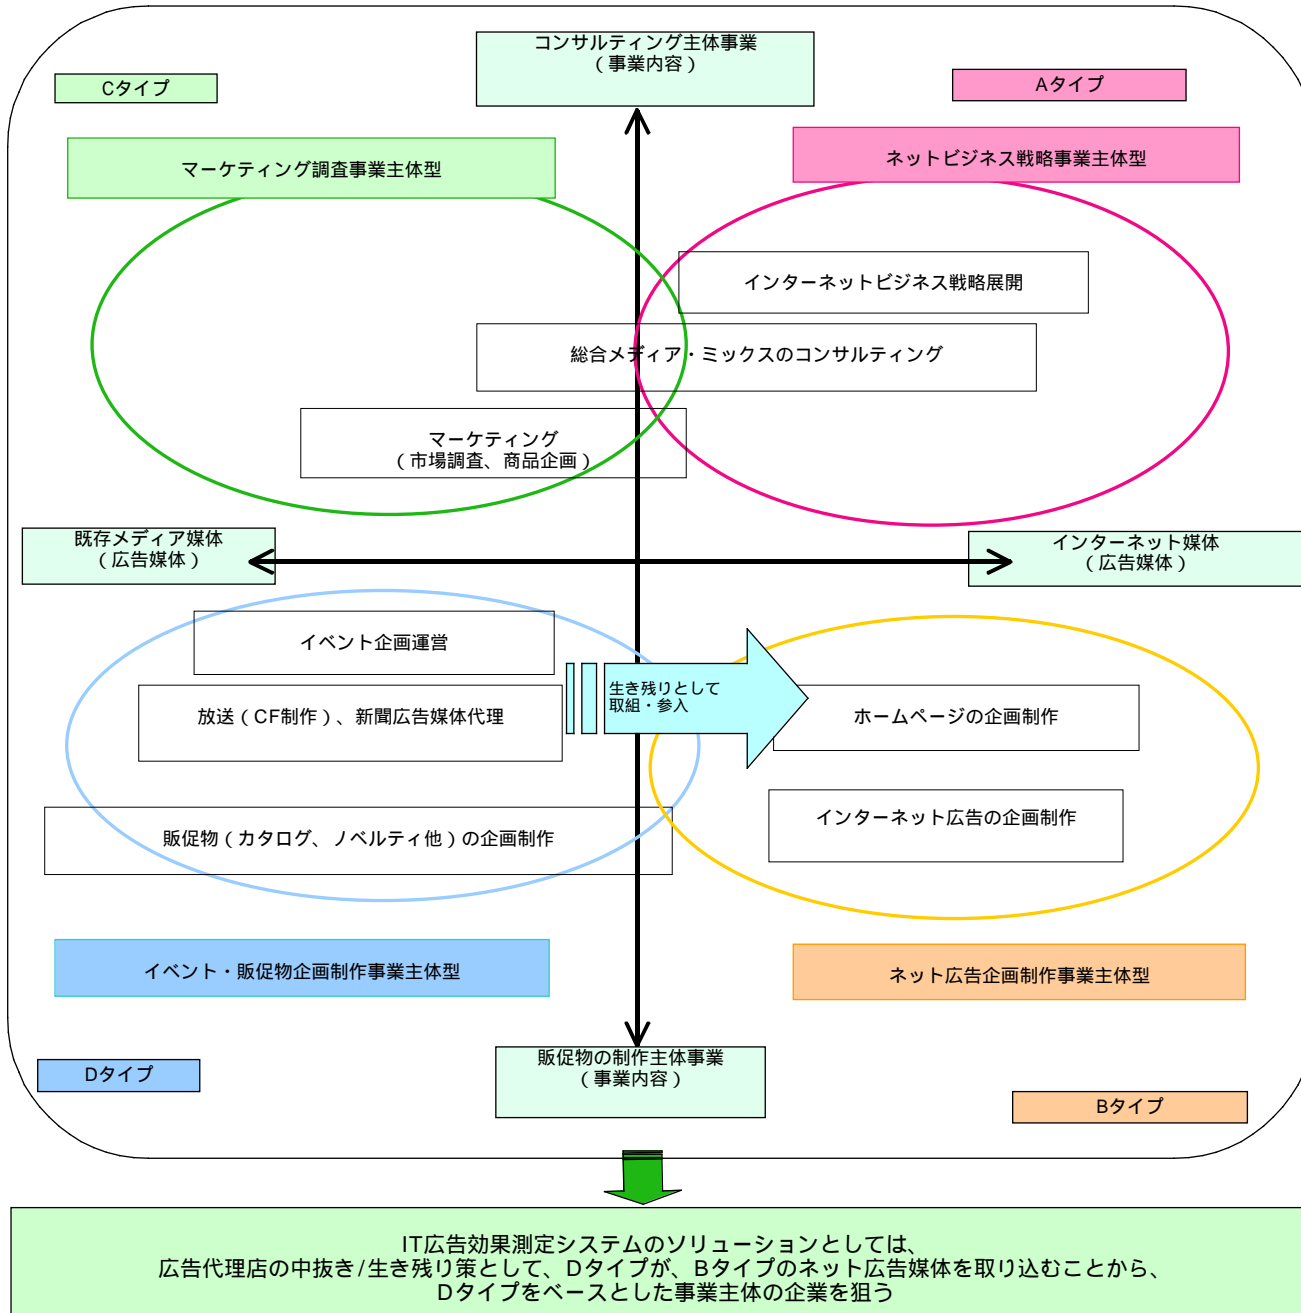 コンサルティング主体事業
（事業内容）
Cタイプ
Aタイプ
マーケティング調査事業主体型
ネットビジネス戦略事業主体型
インターネットビジネス戦略展開
総合メディア・ミックスのコンサルティング
マーケティング
（市場調査、商品企画）
既存メディア媒体
（広告媒体）
インターネット媒体
（広告媒体）
イベント企画運営
生き残りとして
取組・参入
放送（CF制作）、新聞広告媒体代理
ホームページの企画制作
インターネット広告の企画制作
販促物（カタログ、ノベルティ他）の企画制作
イベント・販促物企画制作事業主体型
ネット広告企画制作事業主体型
販促物の制作主体事業
（事業内容）
Dタイプ
Bタイプ
IT広告効果測定システムのソリューションとしては、
広告代理店の中抜き/生き残り策として、Dタイプが、Bタイプのネット広告媒体を取り込むことから、
Dタイプをベースとした事業主体の企業を狙う